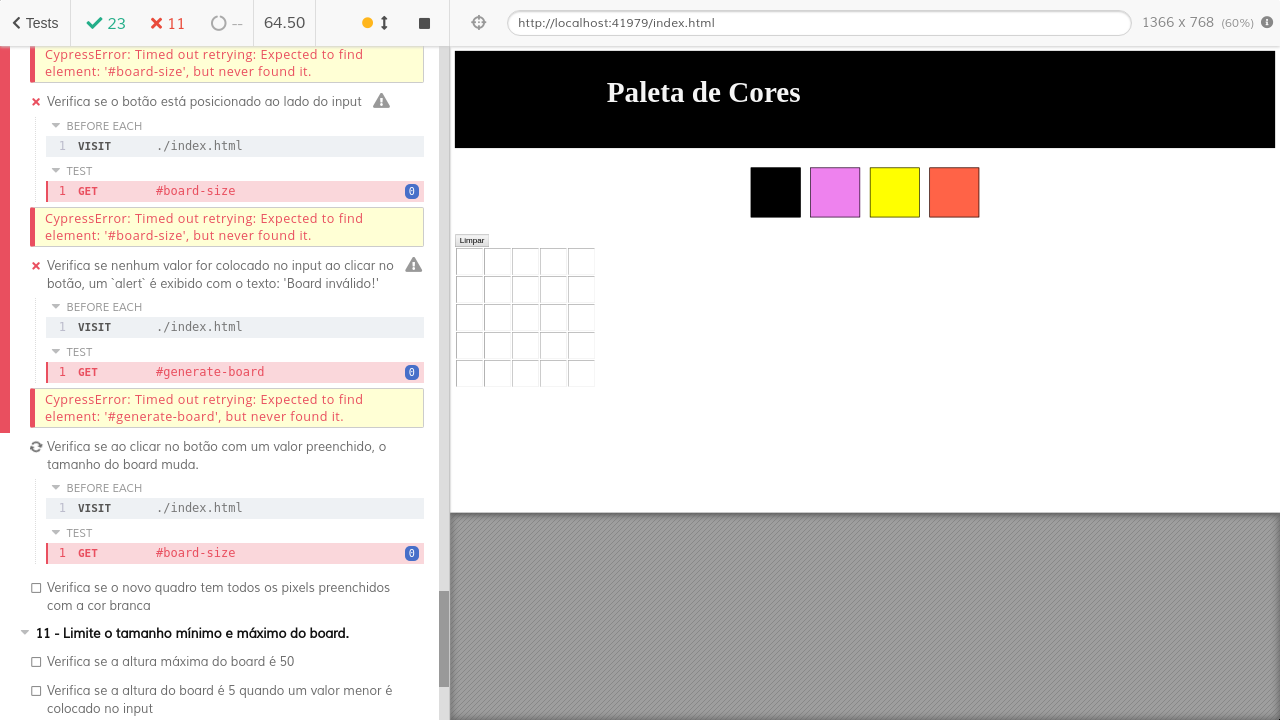 Tests 23 11 -- 64.50 http://localhost:41979/index.html 1366 x 768 (60%)
CypressError: Timed out retrying: Expected to find
element: '#board-size', but never found it.
Verifica se o botão está posicionado ao lado do input
BEFORE EACH
1 VISIT ./index.html
TEST
1 GET #board-size 0
CypressError: Timed out retrying: Expected to find
element: '#board-size', but never found it.
Verifica se nenhum valor for colocado no input ao clicar no
botão, um `alert` é exibido com o texto: 'Board inválido!'
BEFORE EACH
1 VISIT ./index.html
TEST
1 GET #generate-board 0
CypressError: Timed out retrying: Expected to find
element: '#generate-board', but never found it.
Verifica se ao clicar no botão com um valor preenchido, o
tamanho do board muda.
BEFORE EACH
1 VISIT ./index.html
TEST
1 GET #board-size 0
Verifica se o novo quadro tem todos os pixels preenchidos
com a cor branca
11 - Limite o tamanho mínimo e máximo do board.
Verifica se a altura máxima do board é 50
Verifica se a altura do board é 5 quando um valor menor é
colocado no input
Paleta de Cores
Limpar